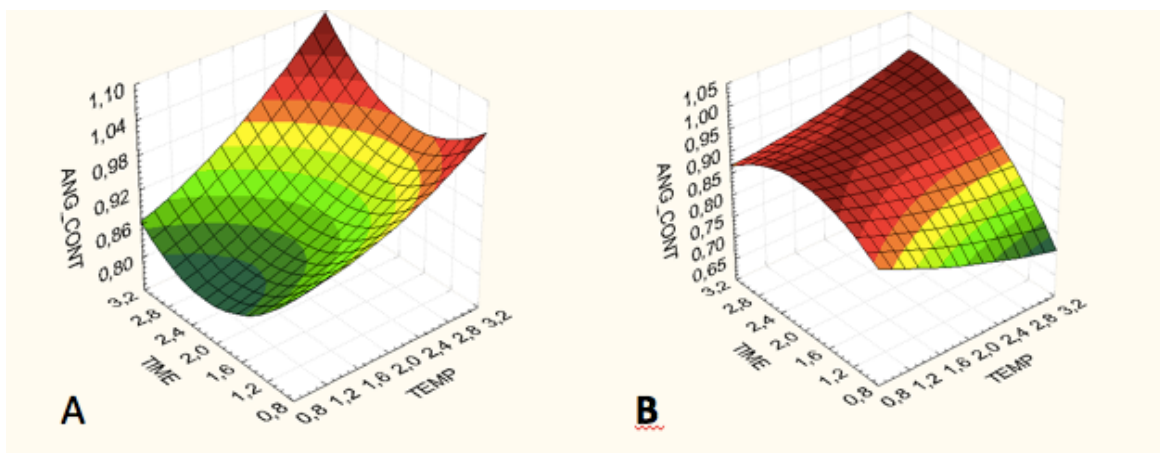 1,10
1,04
0,98
0,92
0,86
0,80
ANG_CONT
3,2
2,8
2,4
2,0
1,6
1,2
0,8
TIME
0,8 1,2 1,6 2,0 2,4 2,8 3,2
TEMP
A
1,05
1,00
0,95
0,90
0,85
0,80
0,75
0,70
0,65
ANG_CONT
3,2
2,8
2,4
2,0
1,6
1,2
0,8
TIME
0,8 1,2 1,6 2,0 2,4 2,8 3,2
TEMP
B